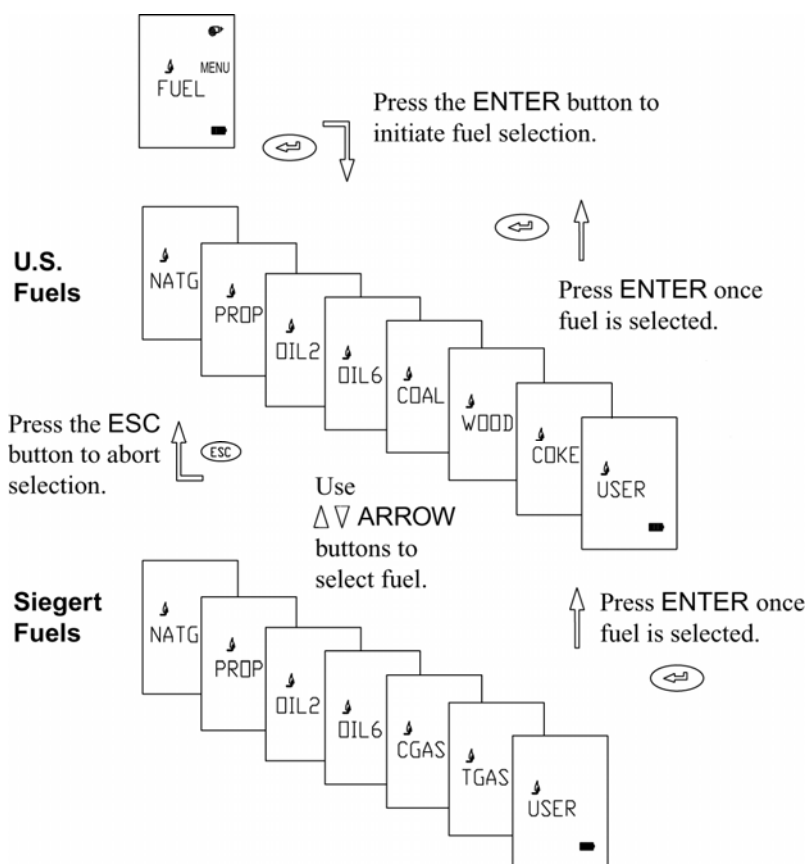 MENU
FUEL
Press the ENTER button to
initiate fuel selection.
U.S.
Fuels
NATG
PROP
OIL2
OIL6
COAL
WOOD
COKE
USER
Press ENTER once
fuel is selected.
Press the ESC
button to abort
selection.
ESC
Use
△▽ ARROW
buttons to
select fuel.
Siegert
Fuels
NATG
PROP
OIL2
OIL6
CGAS
TGAS
USER
Press ENTER once
fuel is selected.